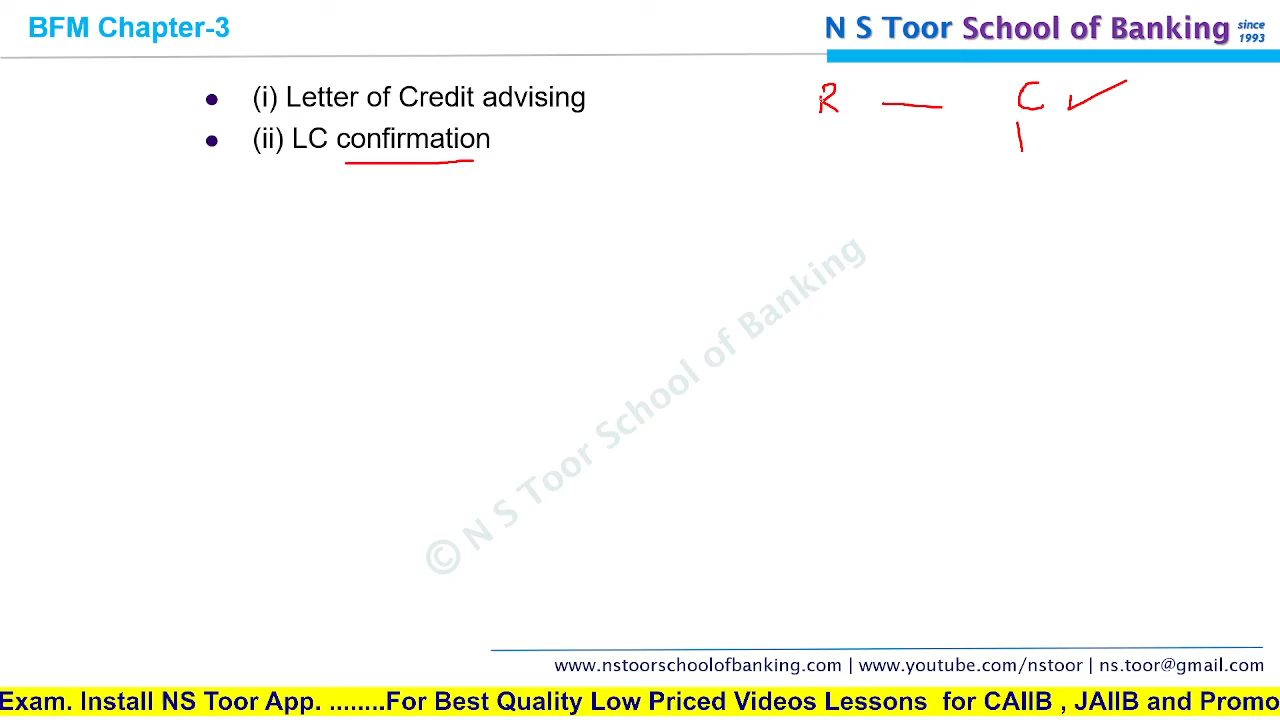 BFM Chapter-3
N S Toor School of Banking since 1993
(i) Letter of Credit advising
(ii) LC confirmation
R — C ✓
© N S Toor School of Banking
www.nstoorschoolofbanking.com | www.youtube.com/nstoor | ns.toor@gmail.com
Exam. Install NS Toor App. ........For Best Quality Low Priced Videos Lessons for CAIIB , JAIIB and Promo